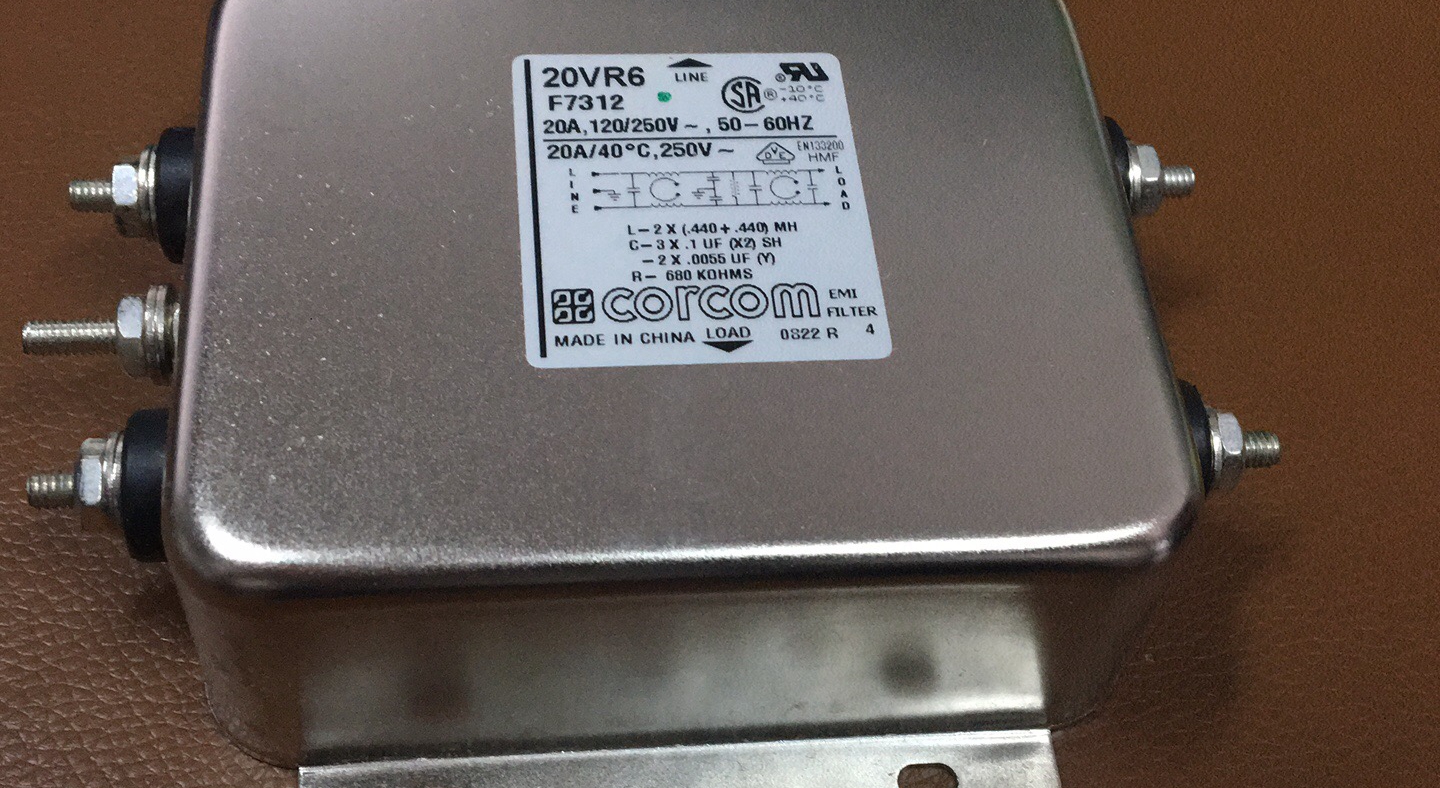 20VR6 LINE
F7312 SA ® -10°C
+40°C
20A, 120/250V ~, 50-60HZ
20A/40°C, 250V ~ DVE EN133200
HMF
LINE LOAD
L-2 X (.440 + .440) MH
C-3 X .1 UF (X2) SH
-2 X .0055 UF (Y)
R- 680 KOHMS
corcom EMI
FILTER
MADE IN CHINA LOAD 0822 R 4